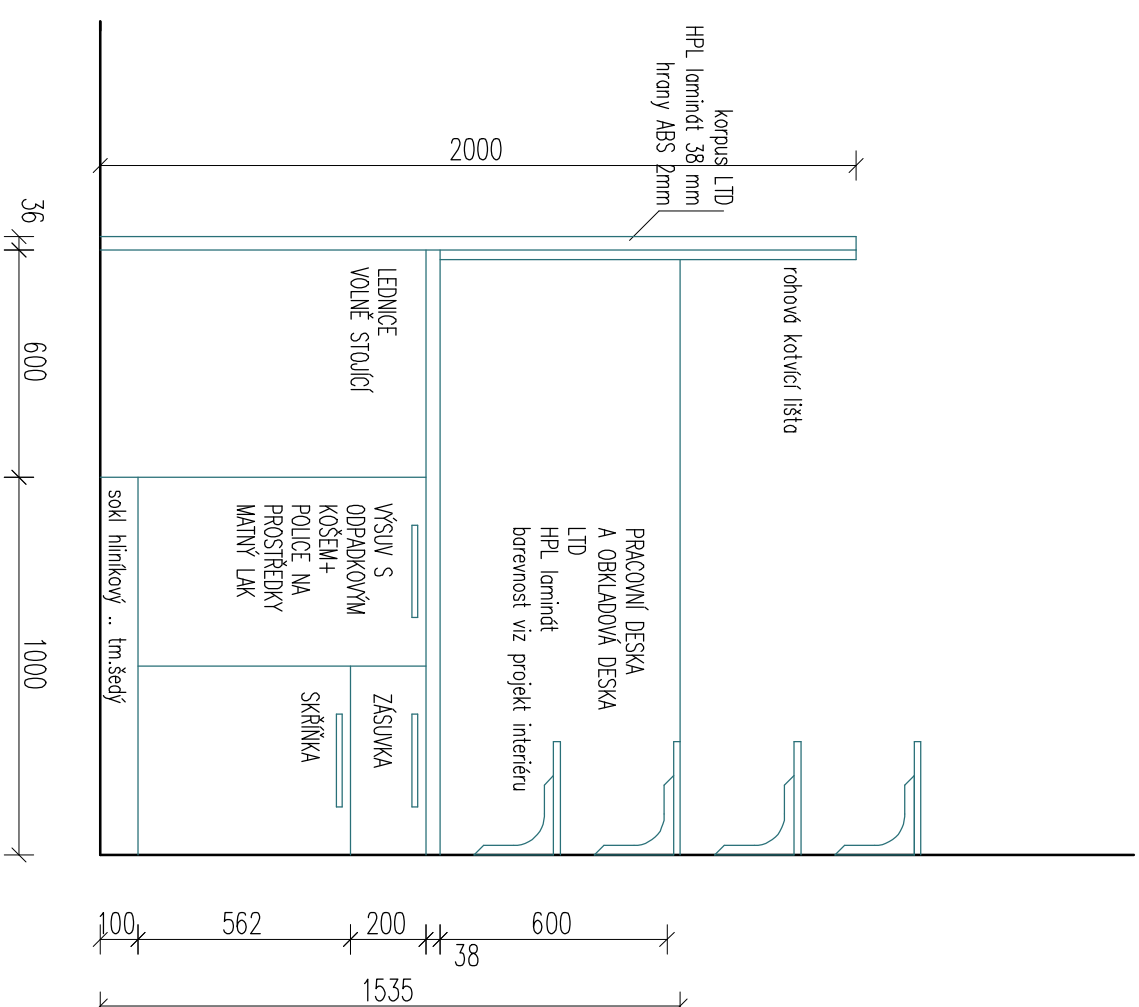 korpus LTD
HPL laminát 38 mm
hrany ABS 2mm
2000
rohová kotvící lišta
36
600
1000
LEDNICE
VOLNĚ STOJÍCÍ
PRACOVNÍ DESKA
A OBKLADOVÁ DESKA
LTD
HPL laminát
barevnost viz projekt interiéru
VÝSUV S
ODPADKOVÝM
KOŠEM+
POLICE NA
PROSTŘEDKY
MATNÝ LAK
ZÁSUVKA
SKŘÍŇKA
sokl hliníkový .. tm.šedý
100
562
200
38
600
1535